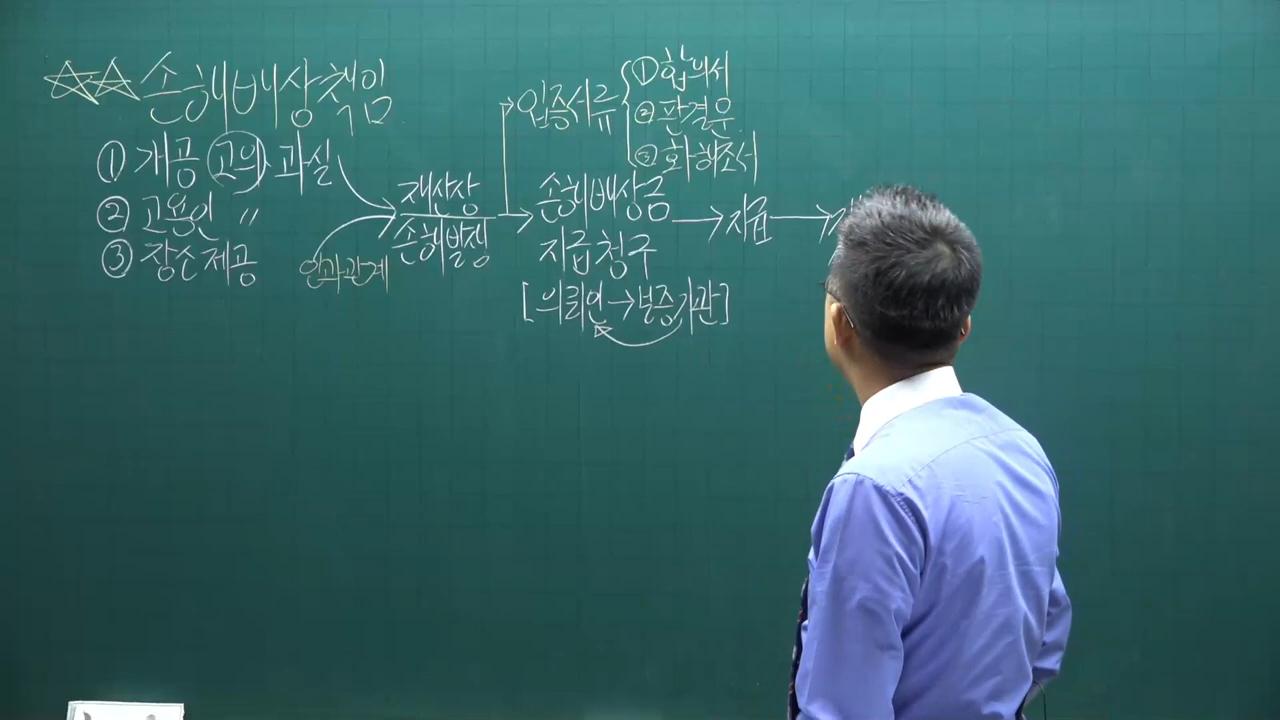 ☆☆ 손해배상책임
① 개공 고의, 과실
② 고용인 〃
③ 장소제공
인과관계
재산상
손해발생
입증서류
① 합의서
② 판결문
③ 화해조서
→ 손해배상금 → 지급 →
지급청구
[의뢰인→보증기관]